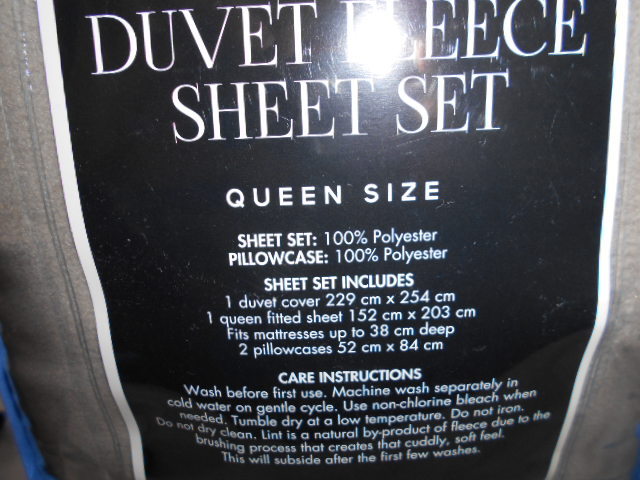 DUVET FLEECE
SHEET SET
QUEEN SIZE
SHEET SET: 100% Polyester
PILLOWCASE: 100% Polyester
SHEET SET INCLUDES
1 duvet cover 229 cm x 254 cm
1 queen fitted sheet 152 cm x 203 cm
Fits mattresses up to 38 cm deep
2 pillowcases 52 cm x 84 cm
CARE INSTRUCTIONS
Wash before first use. Machine wash separately in
cold water on gentle cycle. Use non-chlorine bleach when
needed. Tumble dry at a low temperature. Do not iron.
Do not dry clean. Lint is a natural by-product of fleece due to the
brushing process that creates that cuddly, soft feel.
This will subside after the first few washes.